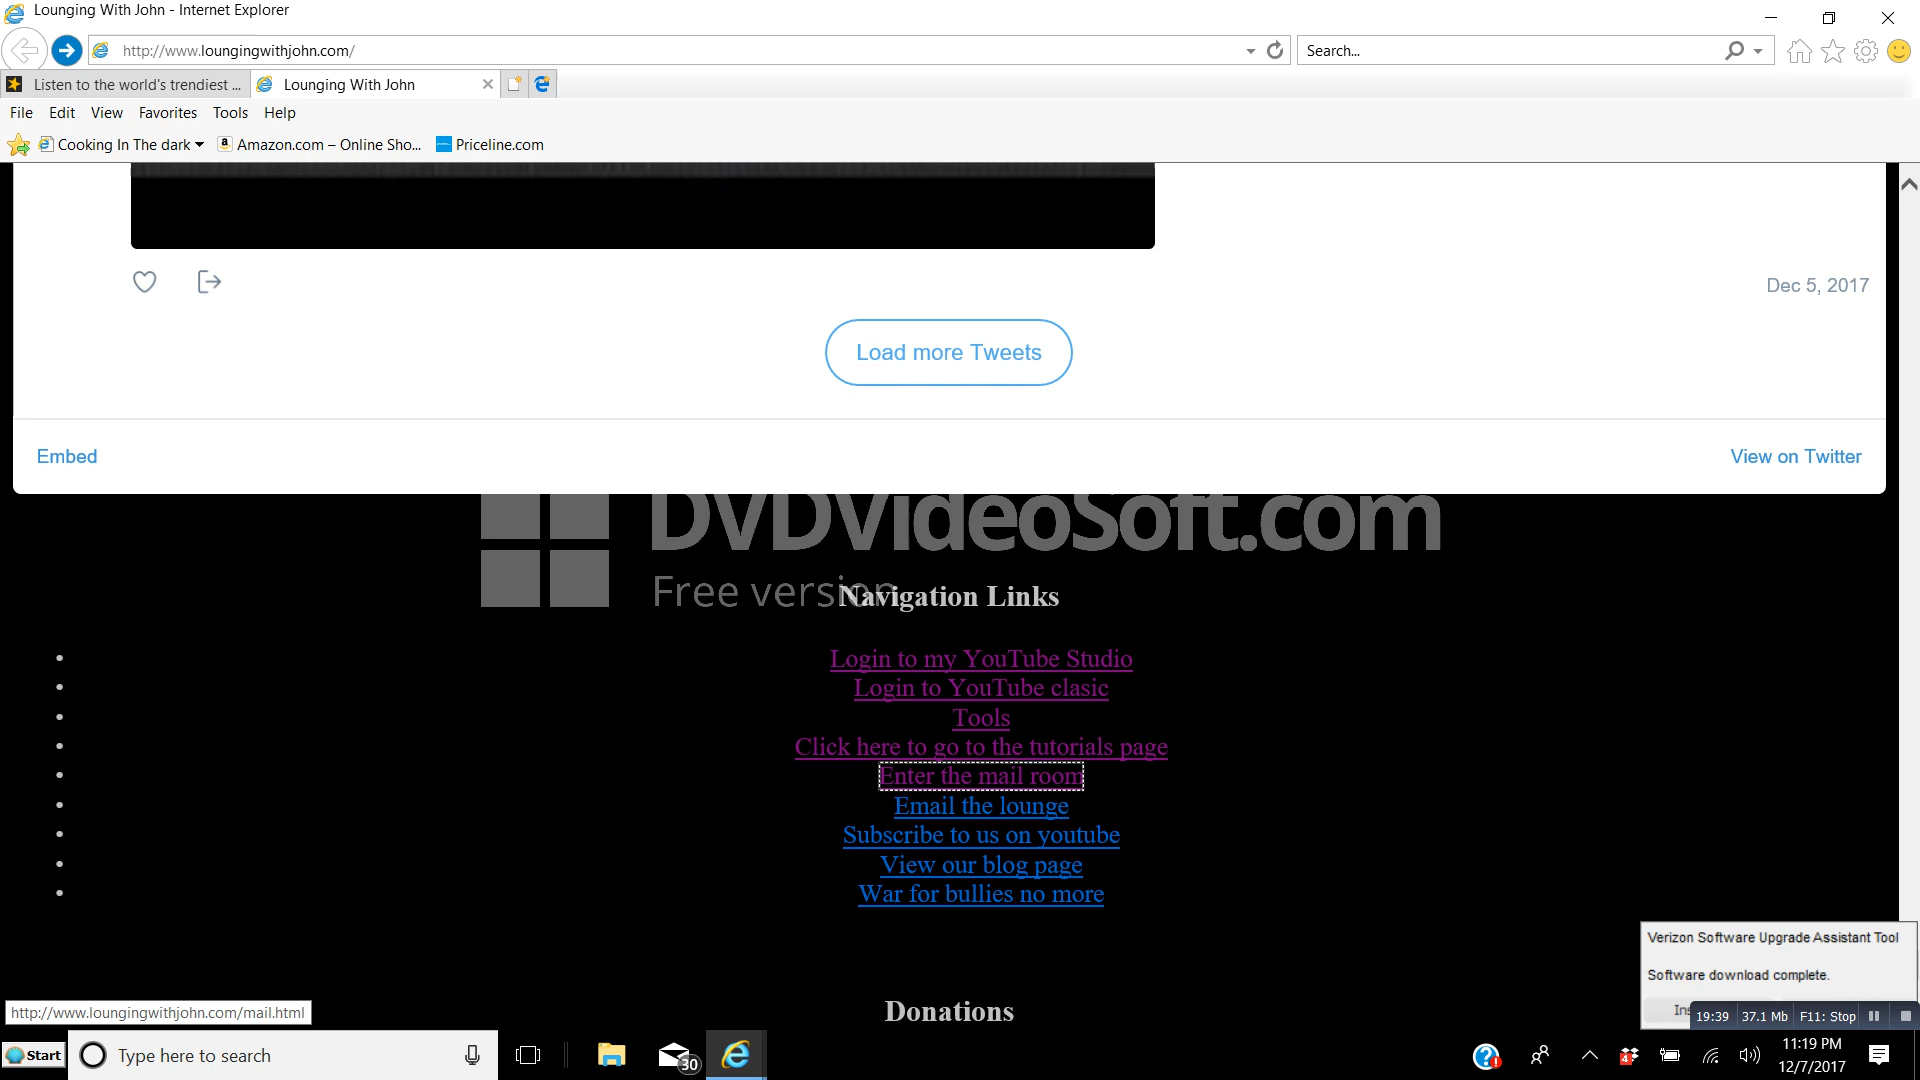 Lounging With John - Internet Explorer
http://www.loungingwithjohn.com/
Search...
Listen to the world's trendiest ...
Lounging With John
File Edit View Favorites Tools Help
Cooking In The dark
Amazon.com – Online Sho...
Priceline.com
Dec 5, 2017
Load more Tweets
Embed
View on Twitter
DVDVideoSoft.com
Free version
Navigation Links
Login to my YouTube Studio
Login to YouTube clasic
Tools
Click here to go to the tutorials page
Enter the mail room
Email the lounge
Subscribe to us on youtube
View our blog page
War for bullies no more
Verizon Software Upgrade Assistant Tool
Software download complete.
Donations
http://www.loungingwithjohn.com/mail.html
19:39 37.1 Mb F11: Stop
Start
Type here to search
30
4
11:19 PM
12/7/2017